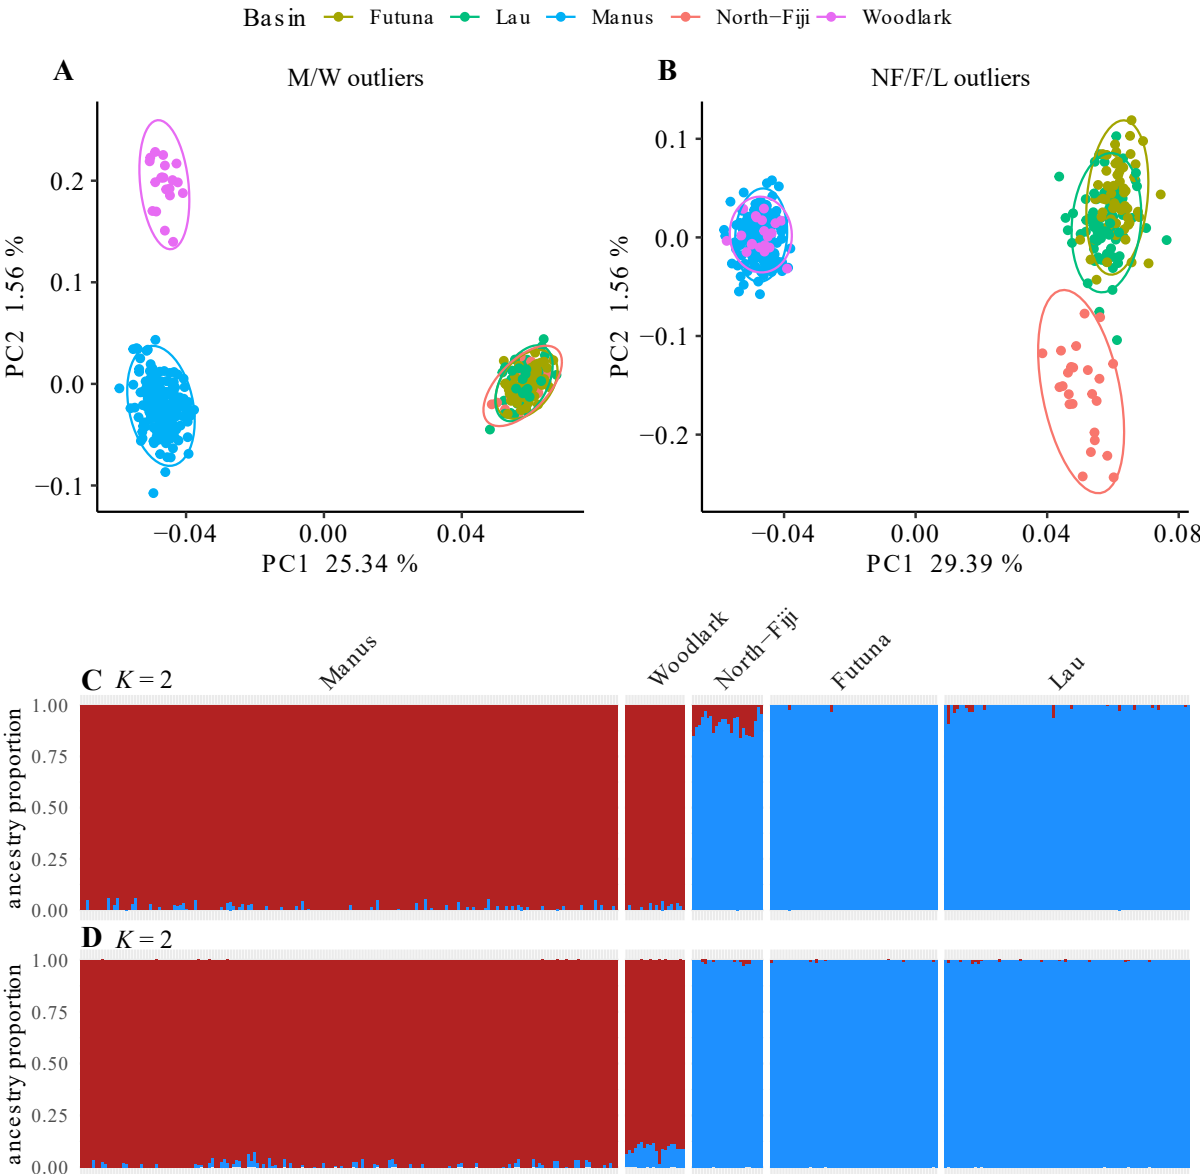 Basin Futuna Lau Manus North−Fiji Woodlark
A M/W outliers
PC2 1.56 %
0.2
0.1
0.0
−0.1
−0.04 0.00 0.04
PC1 25.34 %
B NF/F/L outliers
PC2 1.56 %
0.1
0.0
−0.1
−0.2
−0.04 0.00 0.04 0.08
PC1 29.39 %
Manus Woodlark North−Fiji Futuna Lau
C K = 2
ancestry proportion
1.00
0.75
0.50
0.25
0.00
D K = 2
ancestry proportion
1.00
0.75
0.50
0.25
0.00